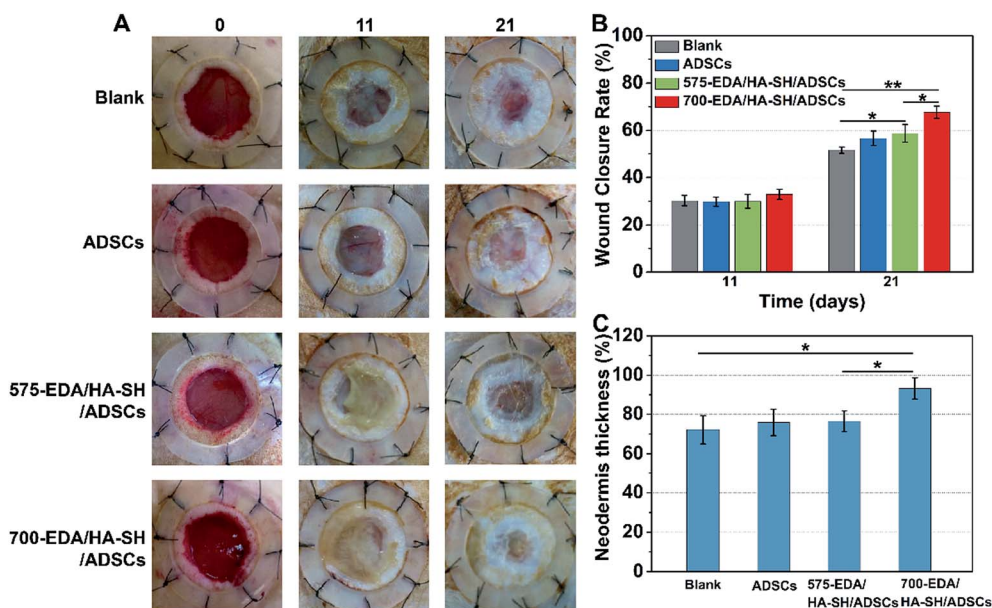 A
0
11
21
Blank
ADSCs
575-EDA/HA-SH
/ADSCs
700-EDA/HA-SH
/ADSCs
B
Wound Closure Rate (%)
100
80
60
40
20
0
Blank
ADSCs
575-EDA/HA-SH/ADSCs
700-EDA/HA-SH/ADSCs
**
*
*
11
21
Time (days)
C
Neodermis thickness (%)
120
100
80
60
40
20
0
*
*
Blank
ADSCs
575-EDA/
HA-SH/ADSCs
700-EDA/
HA-SH/ADSCs